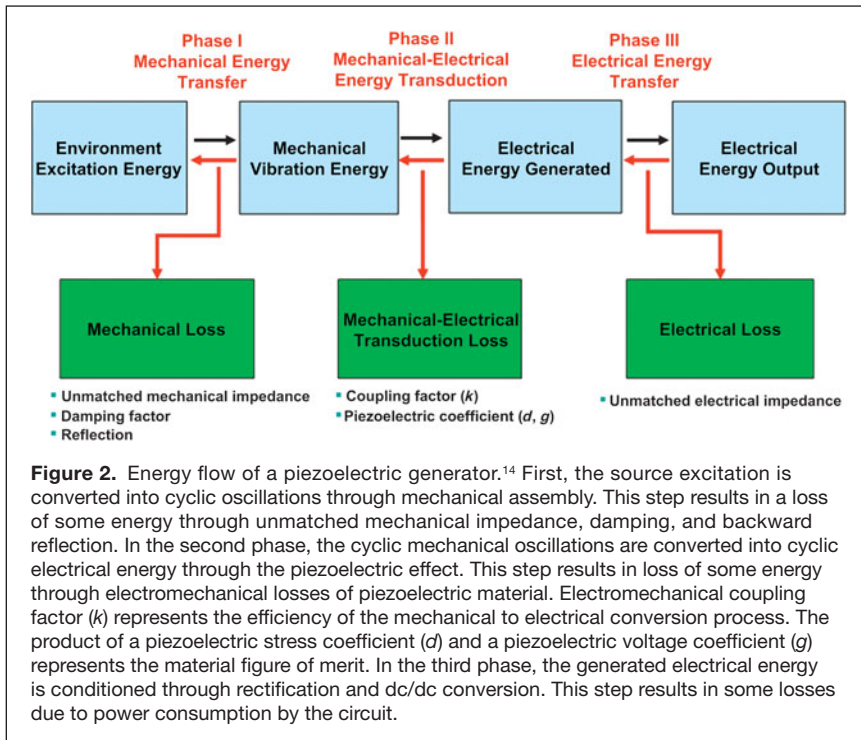 Phase I
Mechanical Energy
Transfer
Phase II
Mechanical-Electrical
Energy Transduction
Phase III
Electrical Energy
Transfer
Environment
Excitation Energy
Mechanical
Vibration Energy
Electrical
Energy Generated
Electrical
Energy Output
Mechanical Loss
Mechanical-Electrical
Transduction Loss
Electrical Loss
▪ Unmatched mechanical impedance
▪ Damping factor
▪ Reflection
▪ Coupling factor (k)
▪ Piezoelectric coefficient (d, g)
▪ Unmatched electrical impedance
Figure 2. Energy flow of a piezoelectric generator.¹⁴ First, the source excitation is
converted into cyclic oscillations through mechanical assembly. This step results in a loss
of some energy through unmatched mechanical impedance, damping, and backward
reflection. In the second phase, the cyclic mechanical oscillations are converted into cyclic
electrical energy through the piezoelectric effect. This step results in loss of some energy
through electromechanical losses of piezoelectric material. Electromechanical coupling
factor (k) represents the efficiency of the mechanical to electrical conversion process. The
product of a piezoelectric stress coefficient (d) and a piezoelectric voltage coefficient (g)
represents the material figure of merit. In the third phase, the generated electrical energy
is conditioned through rectification and dc/dc conversion. This step results in some losses
due to power consumption by the circuit.